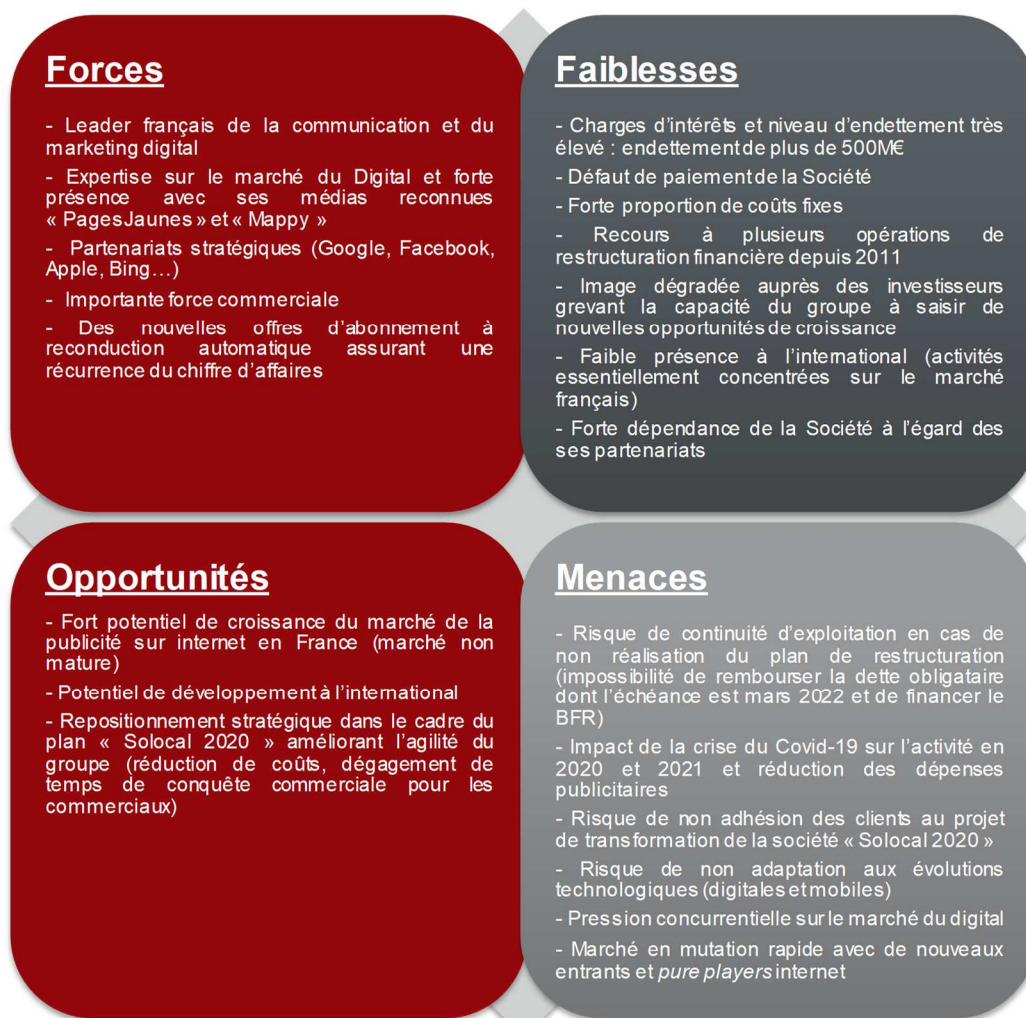 Forces
- Leader français de la communication et du
marketing digital
- Expertise sur le marché du Digital et forte
présence avec ses médias reconnues
« PagesJaunes » et « Mappy »
- Partenariats stratégiques (Google, Facebook,
Apple, Bing…)
- Importante force commerciale
- Des nouvelles offres d'abonnement à
reconduction automatique assurant une
récurrence du chiffre d'affaires
Faiblesses
- Charges d'intérêts et niveau d'endettement très
élevé : endettement de plus de 500M€
- Défaut de paiement de la Société
- Forte proportion de coûts fixes
- Recours à plusieurs opérations de
restructuration financière depuis 2011
- Image dégradée auprès des investisseurs
grevant la capacité du groupe à saisir de
nouvelles opportunités de croissance
- Faible présence à l'international (activités
essentiellement concentrées sur le marché
français)
- Forte dépendance de la Société à l'égard des
ses partenariats
Opportunités
- Fort potentiel de croissance du marché de la
publicité sur internet en France (marché non
mature)
- Potentiel de développement à l'international
- Repositionnement stratégique dans le cadre du
plan « Solocal 2020 » améliorant l'agilité du
groupe (réduction de coûts, dégagement de
temps de conquête commerciale pour les
commerciaux)
Menaces
- Risque de continuité d'exploitation en cas de
non réalisation du plan de restructuration
(impossibilité de rembourser la dette obligataire
dont l'échéance est mars 2022 et de financer le
BFR)
- Impact de la crise du Covid-19 sur l'activité en
2020 et 2021 et réduction des dépenses
publicitaires
- Risque de non adhésion des clients au projet
de transformation de la société « Solocal 2020 »
- Risque de non adaptation aux évolutions
technologiques (digitales et mobiles)
- Pression concurrentielle sur le marché du digital
- Marché en mutation rapide avec de nouveaux
entrants et pure players internet